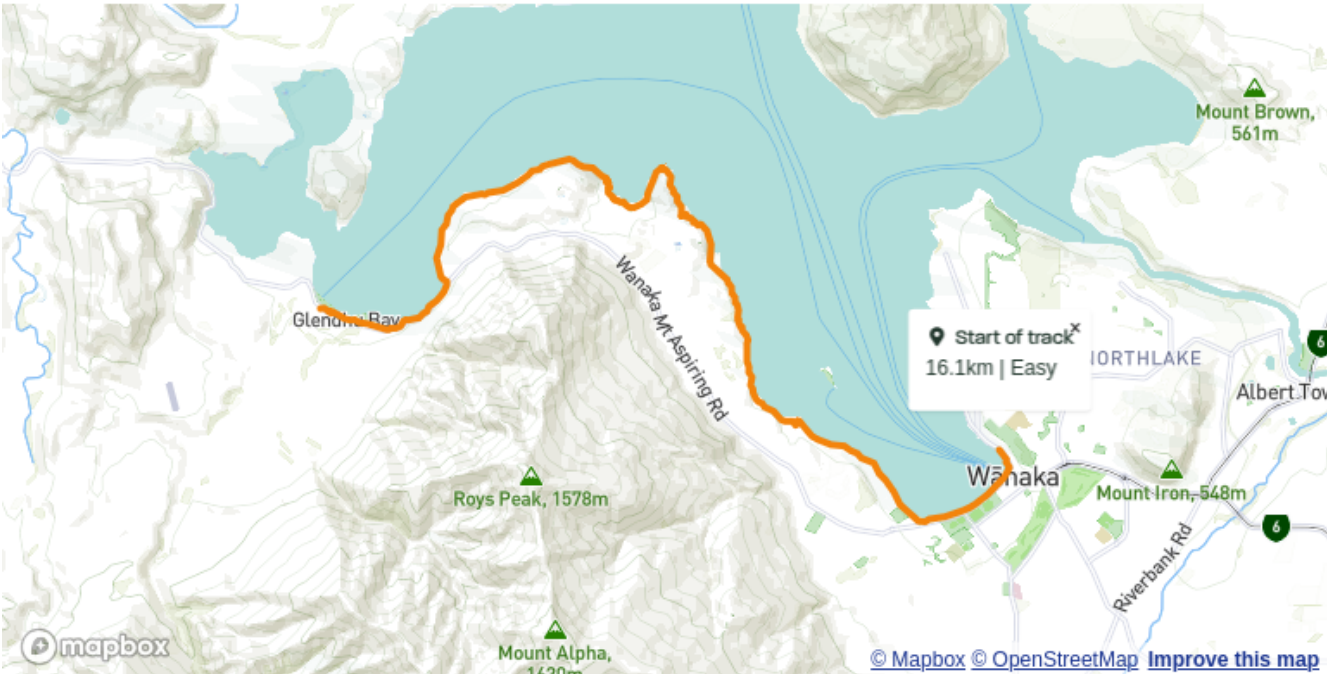 Mount Brown,
561m
Wanaka Mt Aspiring Rd
Glendhu Bay
Start of track
×
16.1km | Easy
NORTHLAKE
6
Albert Tow
Wānaka
Roys Peak, 1578m
Mount Iron, 548m
6
Riverbank Rd
Mount Alpha,
1630m
mapbox
© Mapbox © OpenStreetMap Improve this map